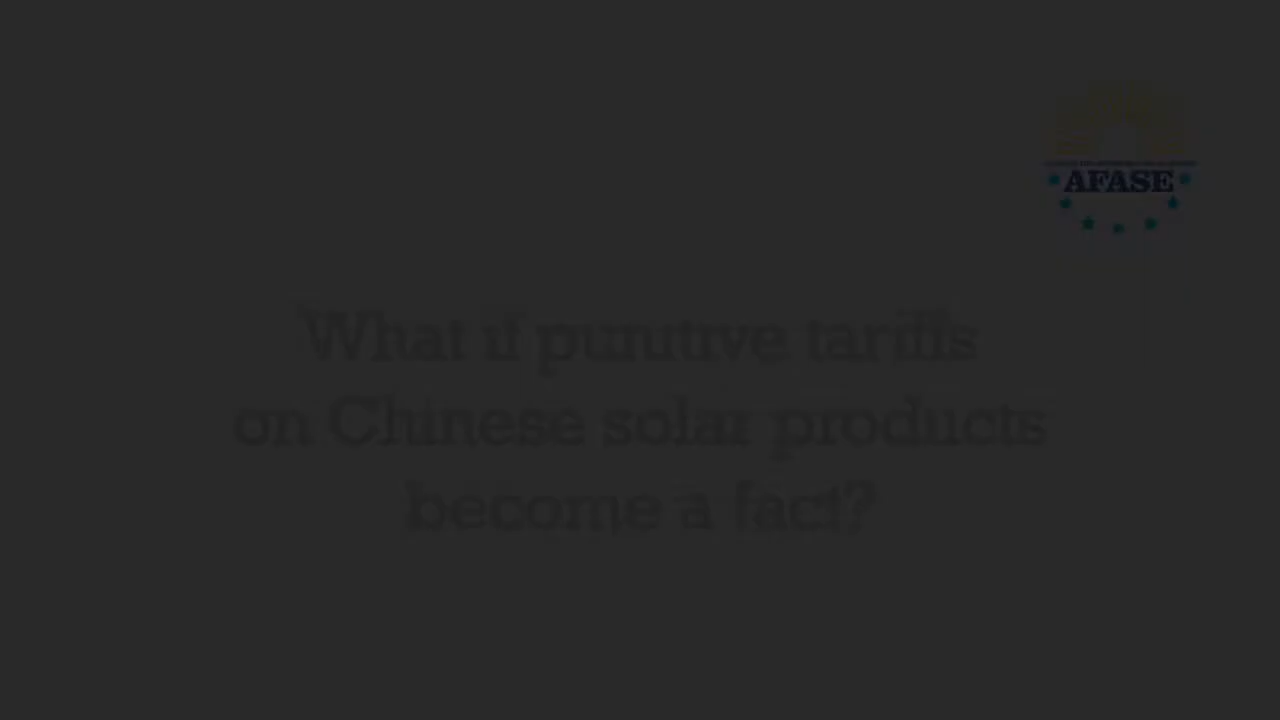 AFASE
What if punitive tariffs
on Chinese solar products
become a fact?